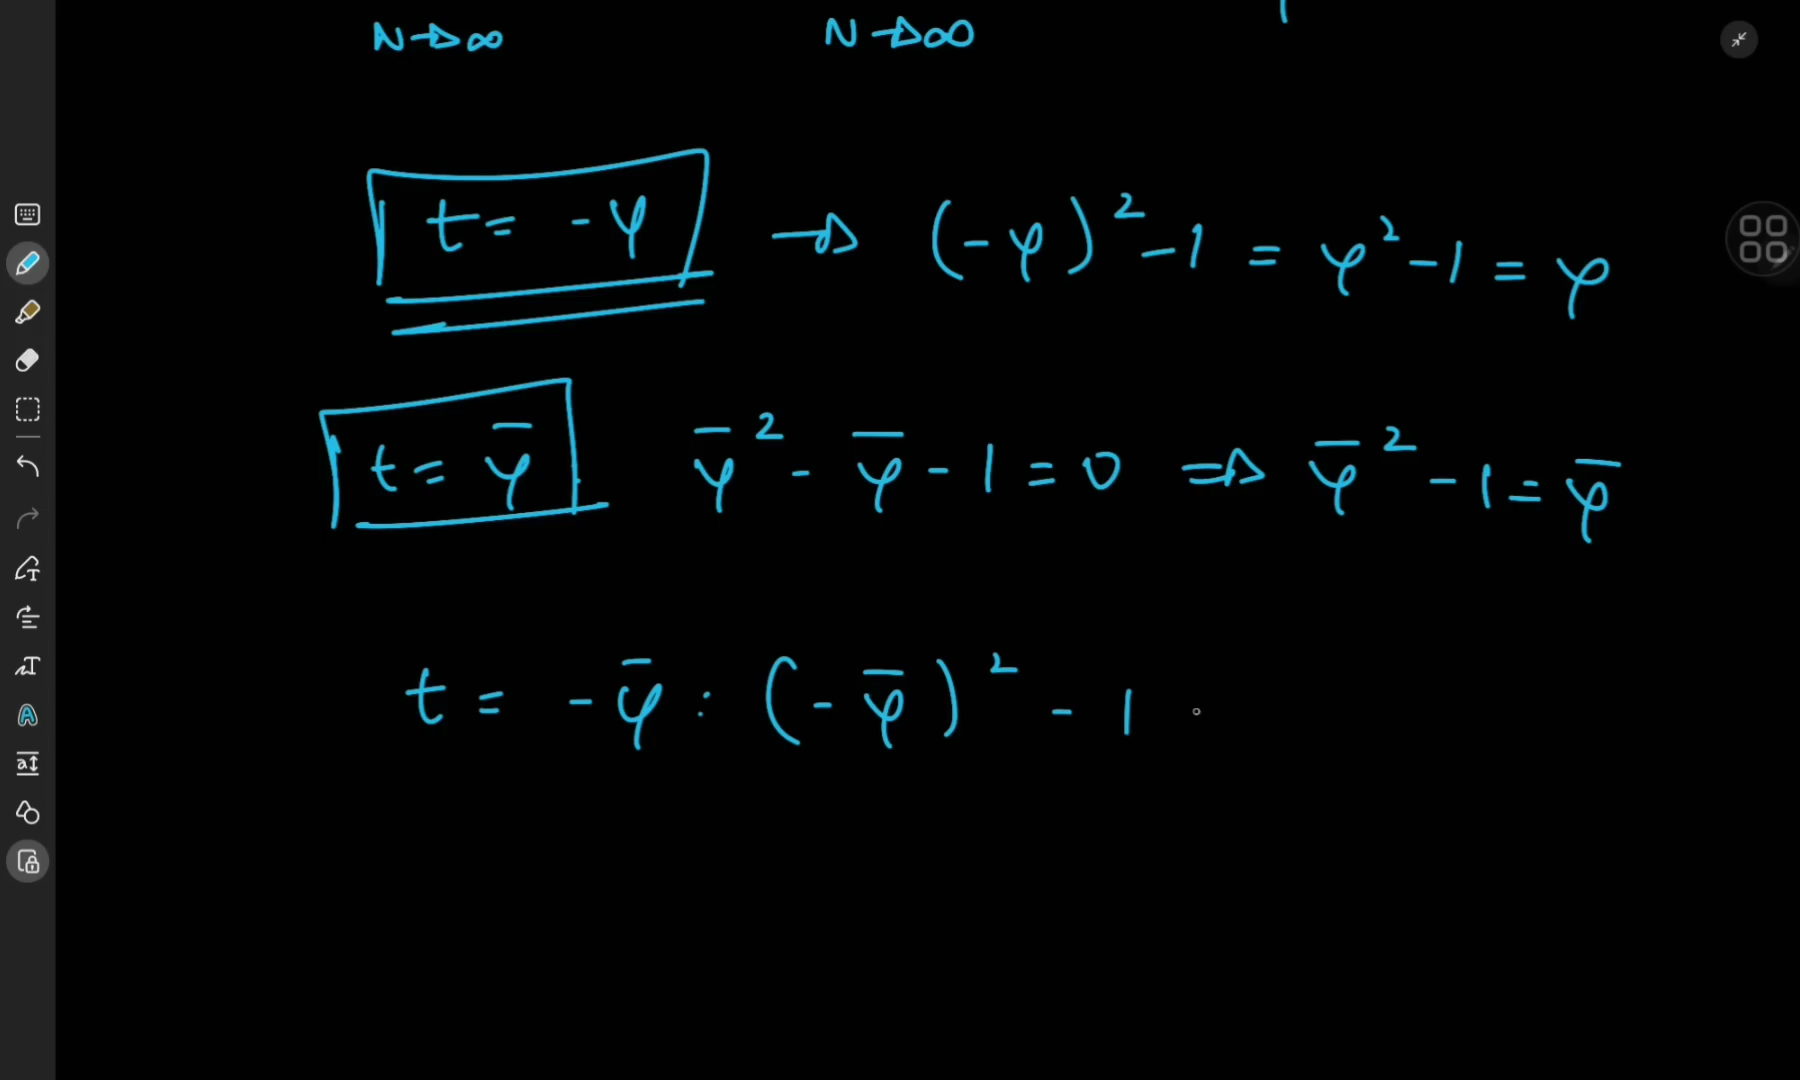 N→∞ N→∞
t = -φ → (-φ)² - 1 = φ² - 1 = φ
t = φ̄ φ̄² - φ̄ - 1 = 0 ⇒ φ̄² - 1 = φ̄
t = -φ̄ : (-φ̄)² - 1